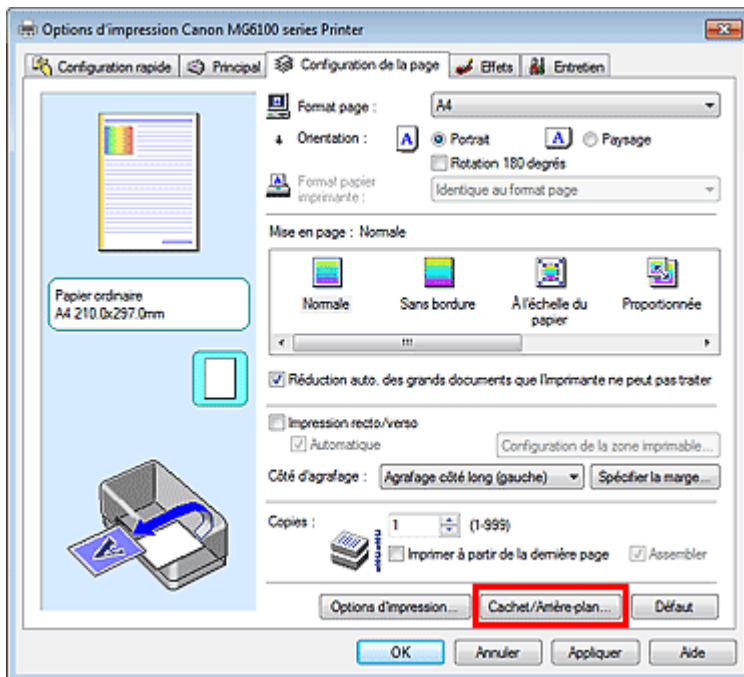 Options d'impression Canon MG6100 series Printer
Configuration rapide
Principal
Configuration de la page
Effets
Entretien
Format page :
A4
Orientation :
A
Portrait
A
Paysage
Rotation 180 degrés
Format papier
imprimante :
Identique au format page
Mise en page : Normale
Normale
Sans bordure
À l'échelle du
papier
Proportionnée
Papier ordinaire
A4 210.0x297.0mm
Réduction auto. des grands documents que l'imprimante ne peut pas traiter
Impression recto/verso
Automatique
Configuration de la zone imprimable...
Côté d'agrafage :
Agrafage côté long (gauche)
Spécifier la marge...
Copies :
1
(1-999)
Imprimer à partir de la dernière page
Assembler
Options d'impression...
Cachet/Arrière-plan...
Défaut
OK
Annuler
Appliquer
Aide